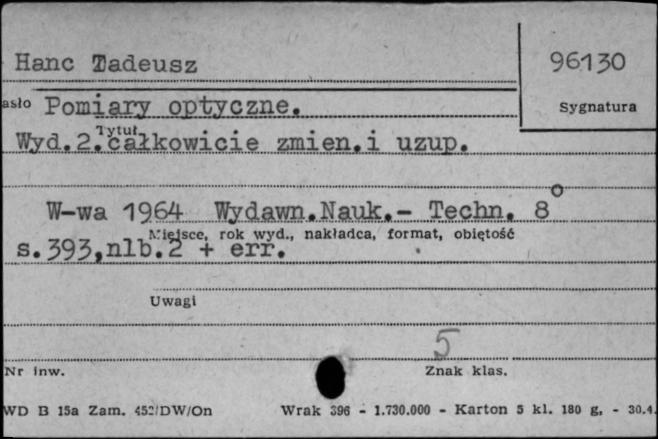 Hanc Tadeusz
96130
asło Pomiary optyczne.
Sygnatura
Tytuł
Wyd.2.całkowicie zmien.i uzup.
W-wa 1964 Wydawn.Nauk.- Techn. 8°
Miejsce, rok wyd., nakładca, format, obiętość
s.393,nlb.2 + err.
Uwagi
5
Nr inw.
Znak klas.
WD B 15a Zam. 452/DW/On Wrak 396 - 1.730.000 - Karton 5 kl. 180 g, - 30.4.